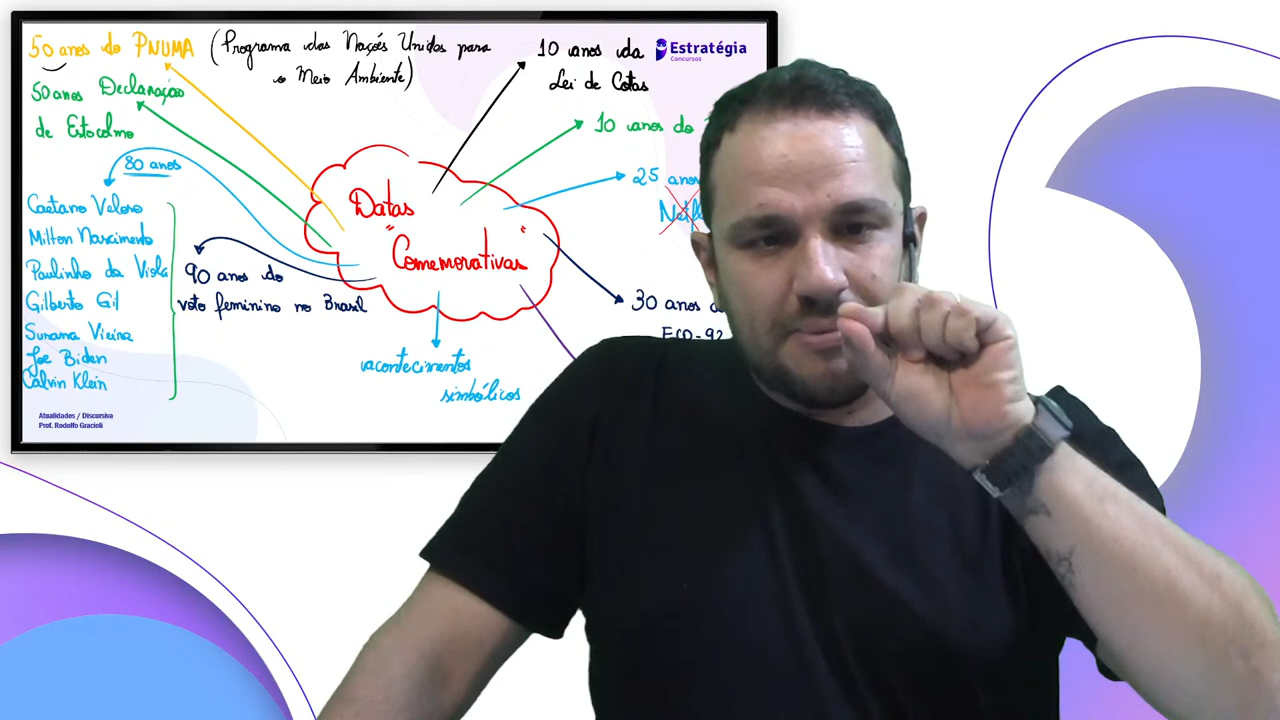 50 anos do PNUMA (Programa das Nações Unidas para
o Meio Ambiente)
50 anos Declaração
de Estocolmo
80 anos
Caetano Veloso
Milton Nascimento
Paulinho da Viola
Gilberto Gil
Susana Vieira
Joe Biden
Calvin Klein
90 anos do
voto feminino no Brasil
Datas
"Comemorativas"
acontecimentos
simbólicos
10 anos da
Lei de Cotas
Estratégia
Concursos
10 anos do
25 anos
30 anos
ECO-92
Atualidades / Discursiva
Prof. Rodolfo Gracioli